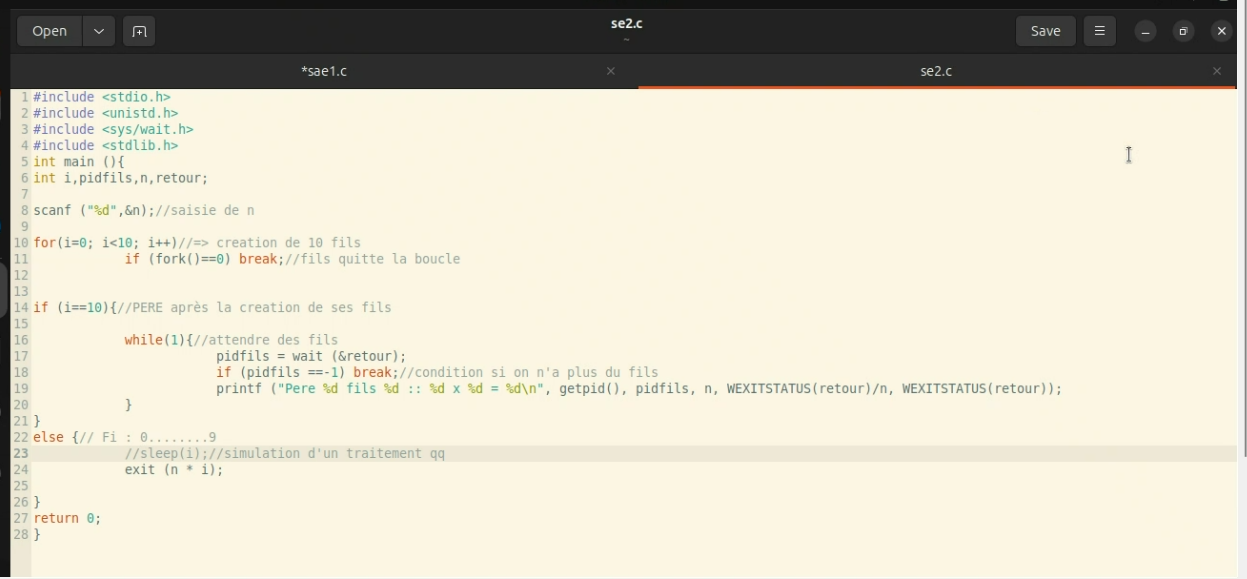 Open
se2.c
~
Save
*sae1.c
se2.c
1 #include <stdio.h>
2 #include <unistd.h>
3 #include <sys/wait.h>
4 #include <stdlib.h>
5 int main (){
6 int i,pidfils,n,retour;
7
8 scanf ("%d",&n);//saisie de n
9
10 for(i=0; i<10; i++)//=> creation de 10 fils
11 if (fork()==0) break;//fils quitte la boucle
12
13
14 if (i==10){//PERE après la creation de ses fils
15
16 while(1){//attendre des fils
17 pidfils = wait (&retour);
18 if (pidfils ==-1) break;//condition si on n'a plus du fils
19 printf ("Pere %d fils %d :: %d x %d = %d\n", getpid(), pidfils, n, WEXITSTATUS(retour)/n, WEXITSTATUS(retour));
20 }
21 }
22 else {// Fi : 0........9
23 //sleep(i);//simulation d'un traitement qq
24 exit (n * i);
25
26 }
27 return 0;
28 }